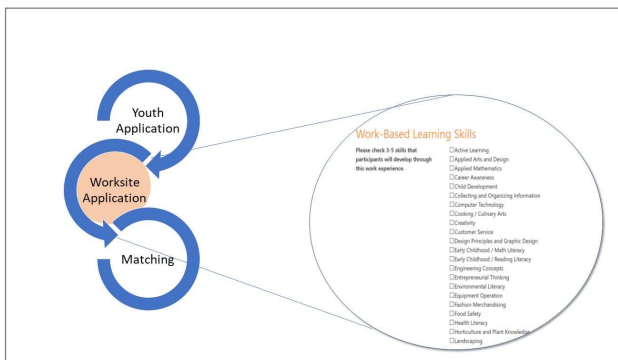 Youth
Application
Worksite
Application
Matching
Work-Based Learning Skills
Please check 3-5 skills that
participants will develop through
this work experience.
☐Active Learning
☐Applied Arts and Design
☐Applied Mathematics
☐Career Awareness
☐Child Development
☐Collecting and Organizing Information
☐Computer Technology
☐Cooking / Culinary Arts
☐Creativity
☐Customer Service
☐Design Principles and Graphic Design
☐Early Childhood / Math Literacy
☐Early Childhood / Reading Literacy
☐Engineering Concepts
☐Entrepreneurial Thinking
☐Environmental Literacy
☐Equipment Operation
☐Fashion Merchandising
☐Food Safety
☐Health Literacy
☐Horticulture and Plant Knowledge
☐Landscaping